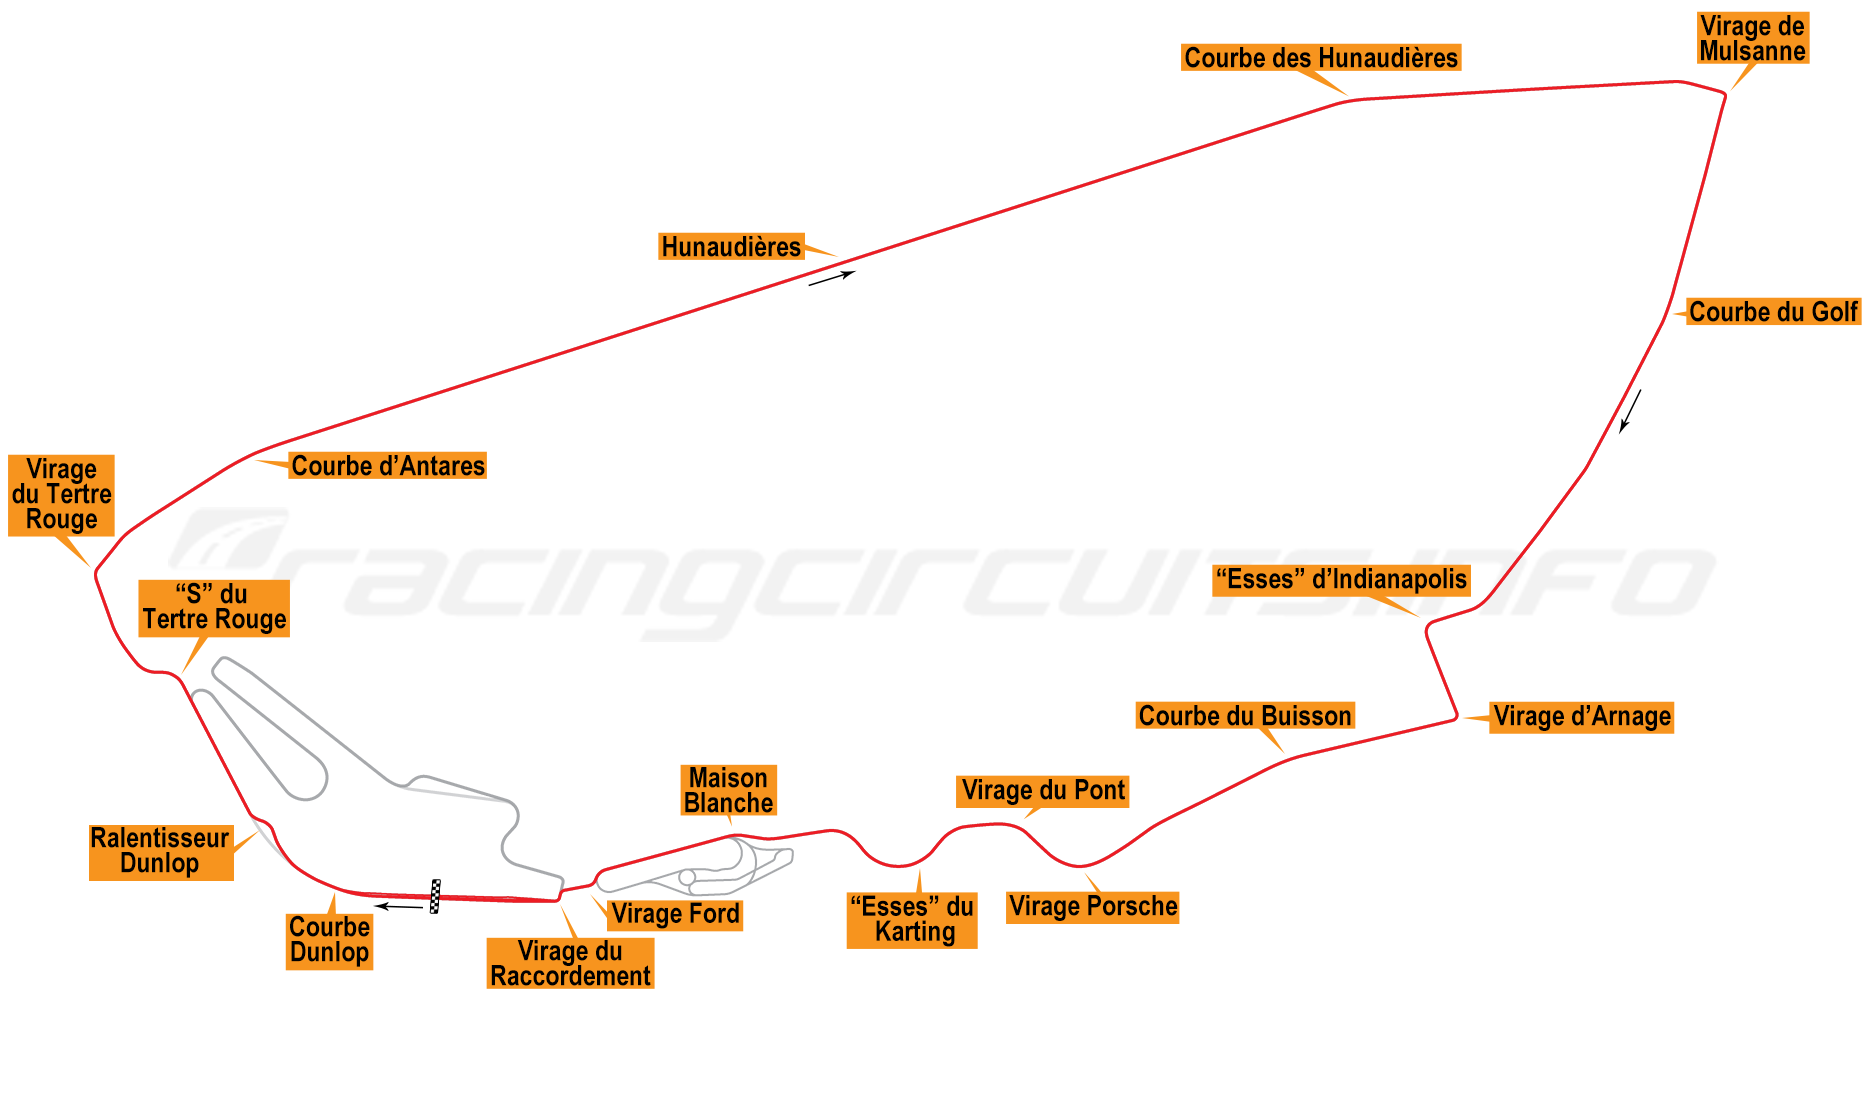 Virage de
Mulsanne
Courbe des Hunaudières
Hunaudières
Courbe du Golf
Courbe d’Antares
Virage
du Tertre
Rouge
racingcircuits.info
“Esses” d’Indianapolis
“S” du
Tertre Rouge
Courbe du Buisson
Virage d’Arnage
Maison
Blanche
Virage du Pont
Ralentisseur
Dunlop
“Esses” du
Karting
Virage Porsche
Virage Ford
Courbe
Dunlop
Virage du
Raccordement